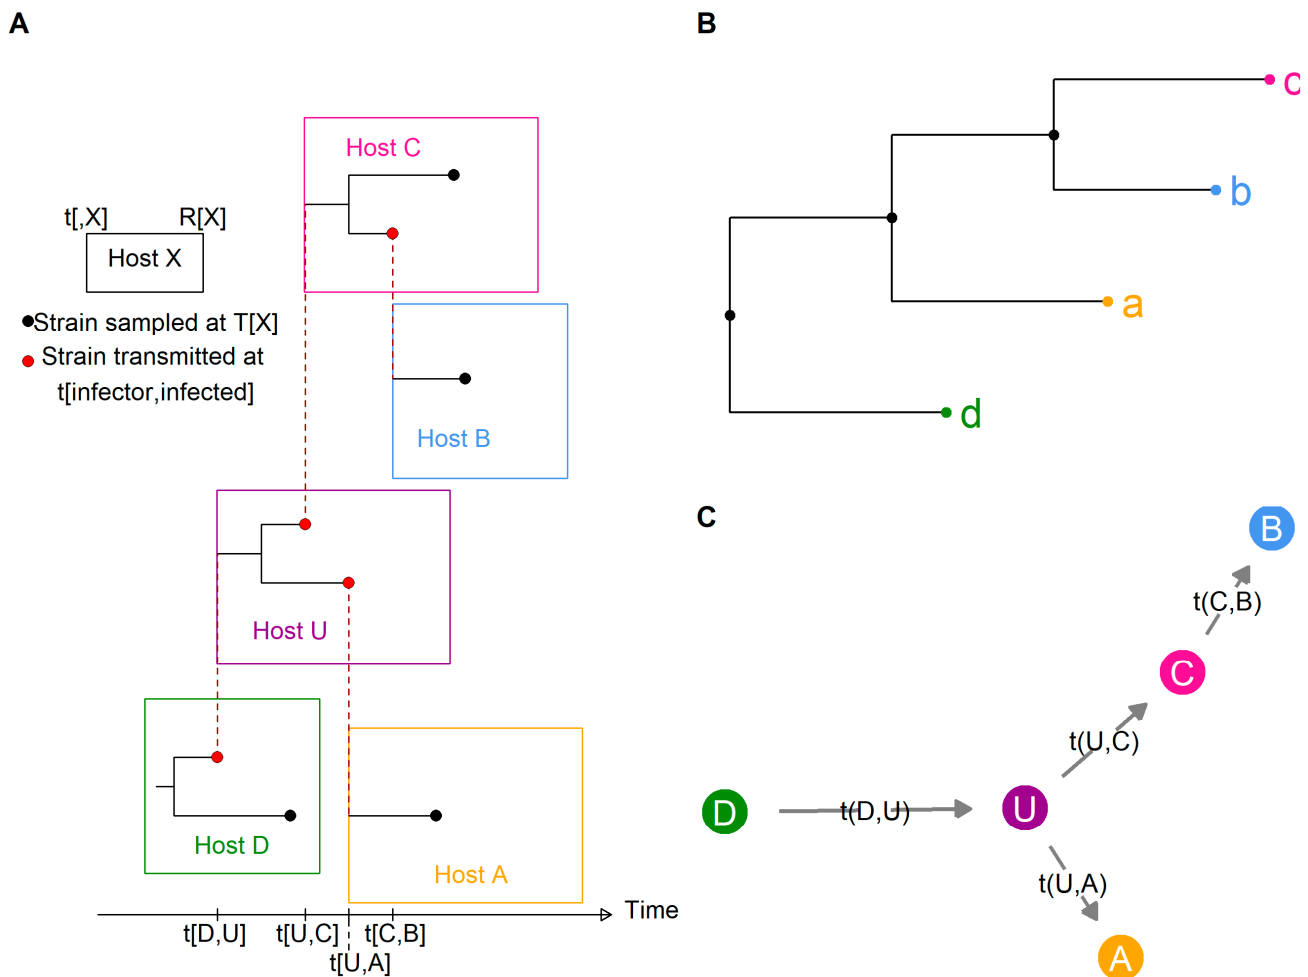 A
Host C
t[,X]
R[X]
Host X
Strain sampled at T[X]
Strain transmitted at
t[infector,infected]
Host B
Host U
Host D
Host A
Time
t[D,U]
t[U,C]
t[C,B]
t[U,A]
B
c
b
a
d
C
B
t(C,B)
C
t(U,C)
D
t(D,U)
U
t(U,A)
A